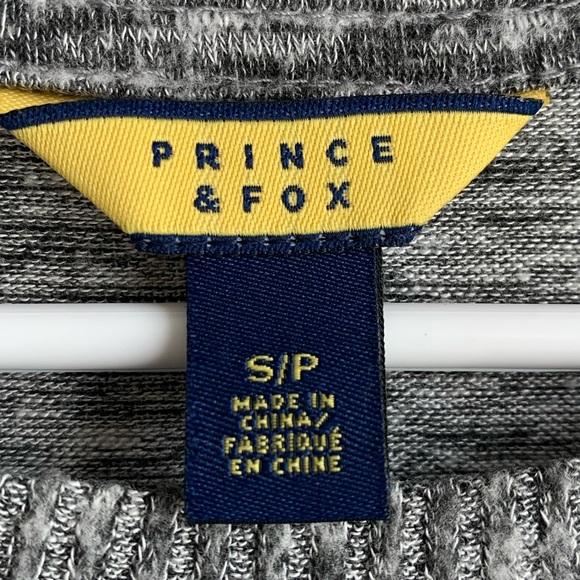 PRINCE
& FOX
S/P
MADE IN
CHINA/
FABRIQUÉ
EN CHINE